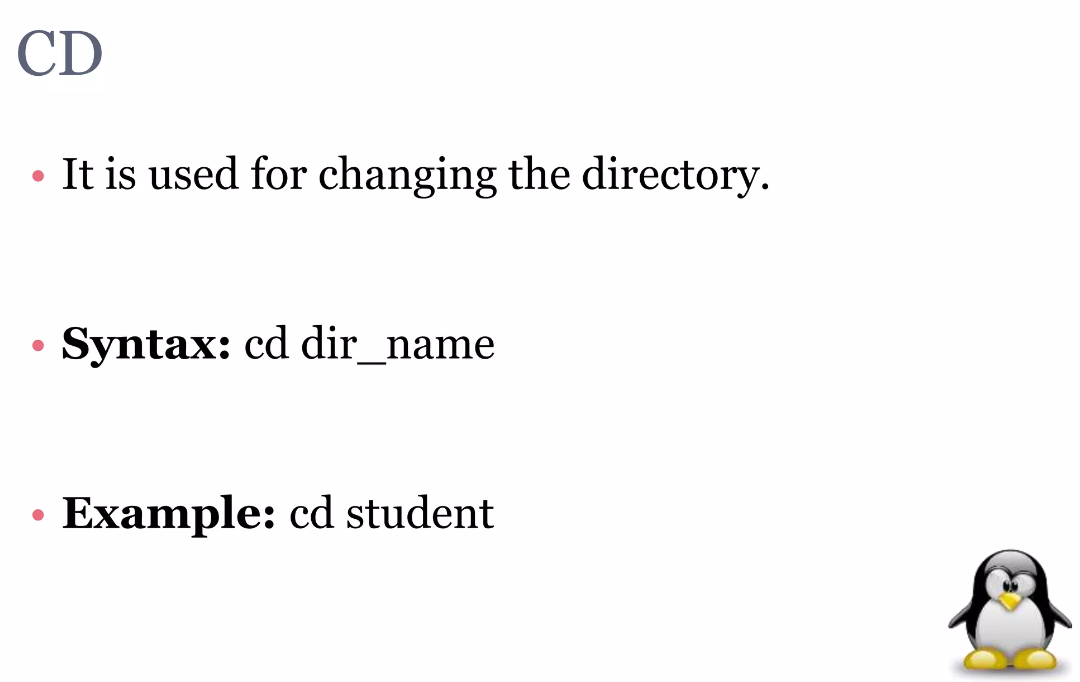 CD
• It is used for changing the directory.
• Syntax: cd dir_name
• Example: cd student